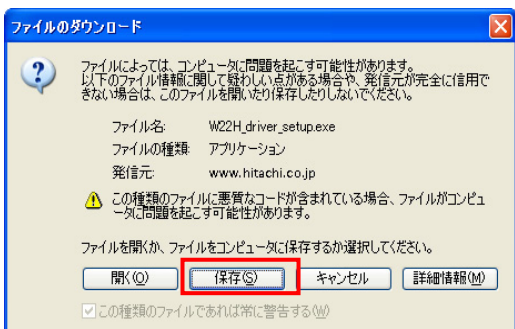 ファイルのダウンロード
ファイルによっては、コンピュータに問題を起こす可能性があります。
以下のファイル情報に関して疑わしい点がある場合や、発信元が完全に信用で
きない場合は、このファイルを開いたり保存したりしないでください。
ファイル名: W22H_driver_setup.exe
ファイルの種類: アプリケーション
発信元: www.hitachi.co.jp
この種類のファイルに悪質なコードが含まれている場合、ファイルがコンピュ
ータに問題を起こす可能性があります。
ファイルを開くか、ファイルをコンピュータに保存するか選択してください。
開く(O) 保存(S) キャンセル 詳細情報(M)
この種類のファイルであれば常に警告する(W)